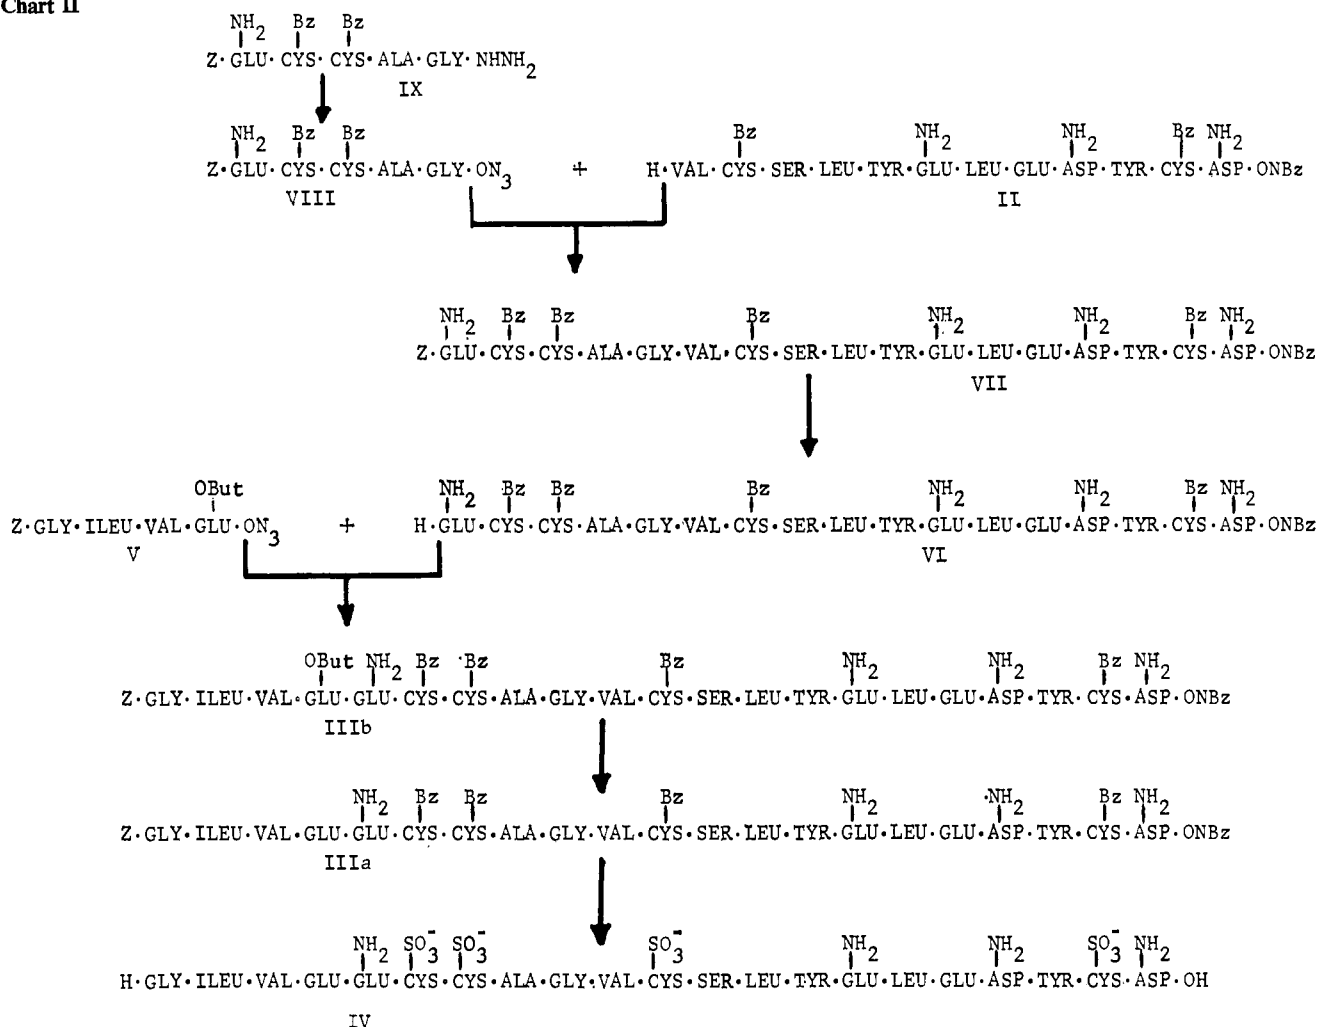 Chart II
NH2 Bz Bz
Z·GLU·CYS·CYS·ALA·GLY·NHNH2
IX
NH2 Bz Bz Bz NH2 NH2 Bz NH2
Z·GLU·CYS·CYS·ALA·GLY·ON3 + H·VAL·CYS·SER·LEU·TYR·GLU·LEU·GLU·ASP·TYR·CYS·ASP·ONBz
VIII II
NH2 Bz Bz Bz NH2 NH2 Bz NH2
Z·GLU·CYS·CYS·ALA·GLY·VAL·CYS·SER·LEU·TYR·GLU·LEU·GLU·ASP·TYR·CYS·ASP·ONBz
VII
OBut NH2 Bz Bz Bz NH2 NH2 Bz NH2
Z·GLY·ILEU·VAL·GLU·ON3 + H·GLU·CYS·CYS·ALA·GLY·VAL·CYS·SER·LEU·TYR·GLU·LEU·GLU·ASP·TYR·CYS·ASP·ONBz
V VI
OBut NH2 Bz Bz Bz NH2 NH2 Bz NH2
Z·GLY·ILEU·VAL·GLU·GLU·CYS·CYS·ALA·GLY·VAL·CYS·SER·LEU·TYR·GLU·LEU·GLU·ASP·TYR·CYS·ASP·ONBz
IIIb
NH2 Bz Bz Bz NH2 NH2 Bz NH2
Z·GLY·ILEU·VAL·GLU·GLU·CYS·CYS·ALA·GLY·VAL·CYS·SER·LEU·TYR·GLU·LEU·GLU·ASP·TYR·CYS·ASP·ONBz
IIIa
NH2 SO3- SO3- SO3- NH2 NH2 SO3- NH2
H·GLY·ILEU·VAL·GLU·GLU·CYS·CYS·ALA·GLY·VAL·CYS·SER·LEU·TYR·GLU·LEU·GLU·ASP·TYR·CYS·ASP·OH
IV